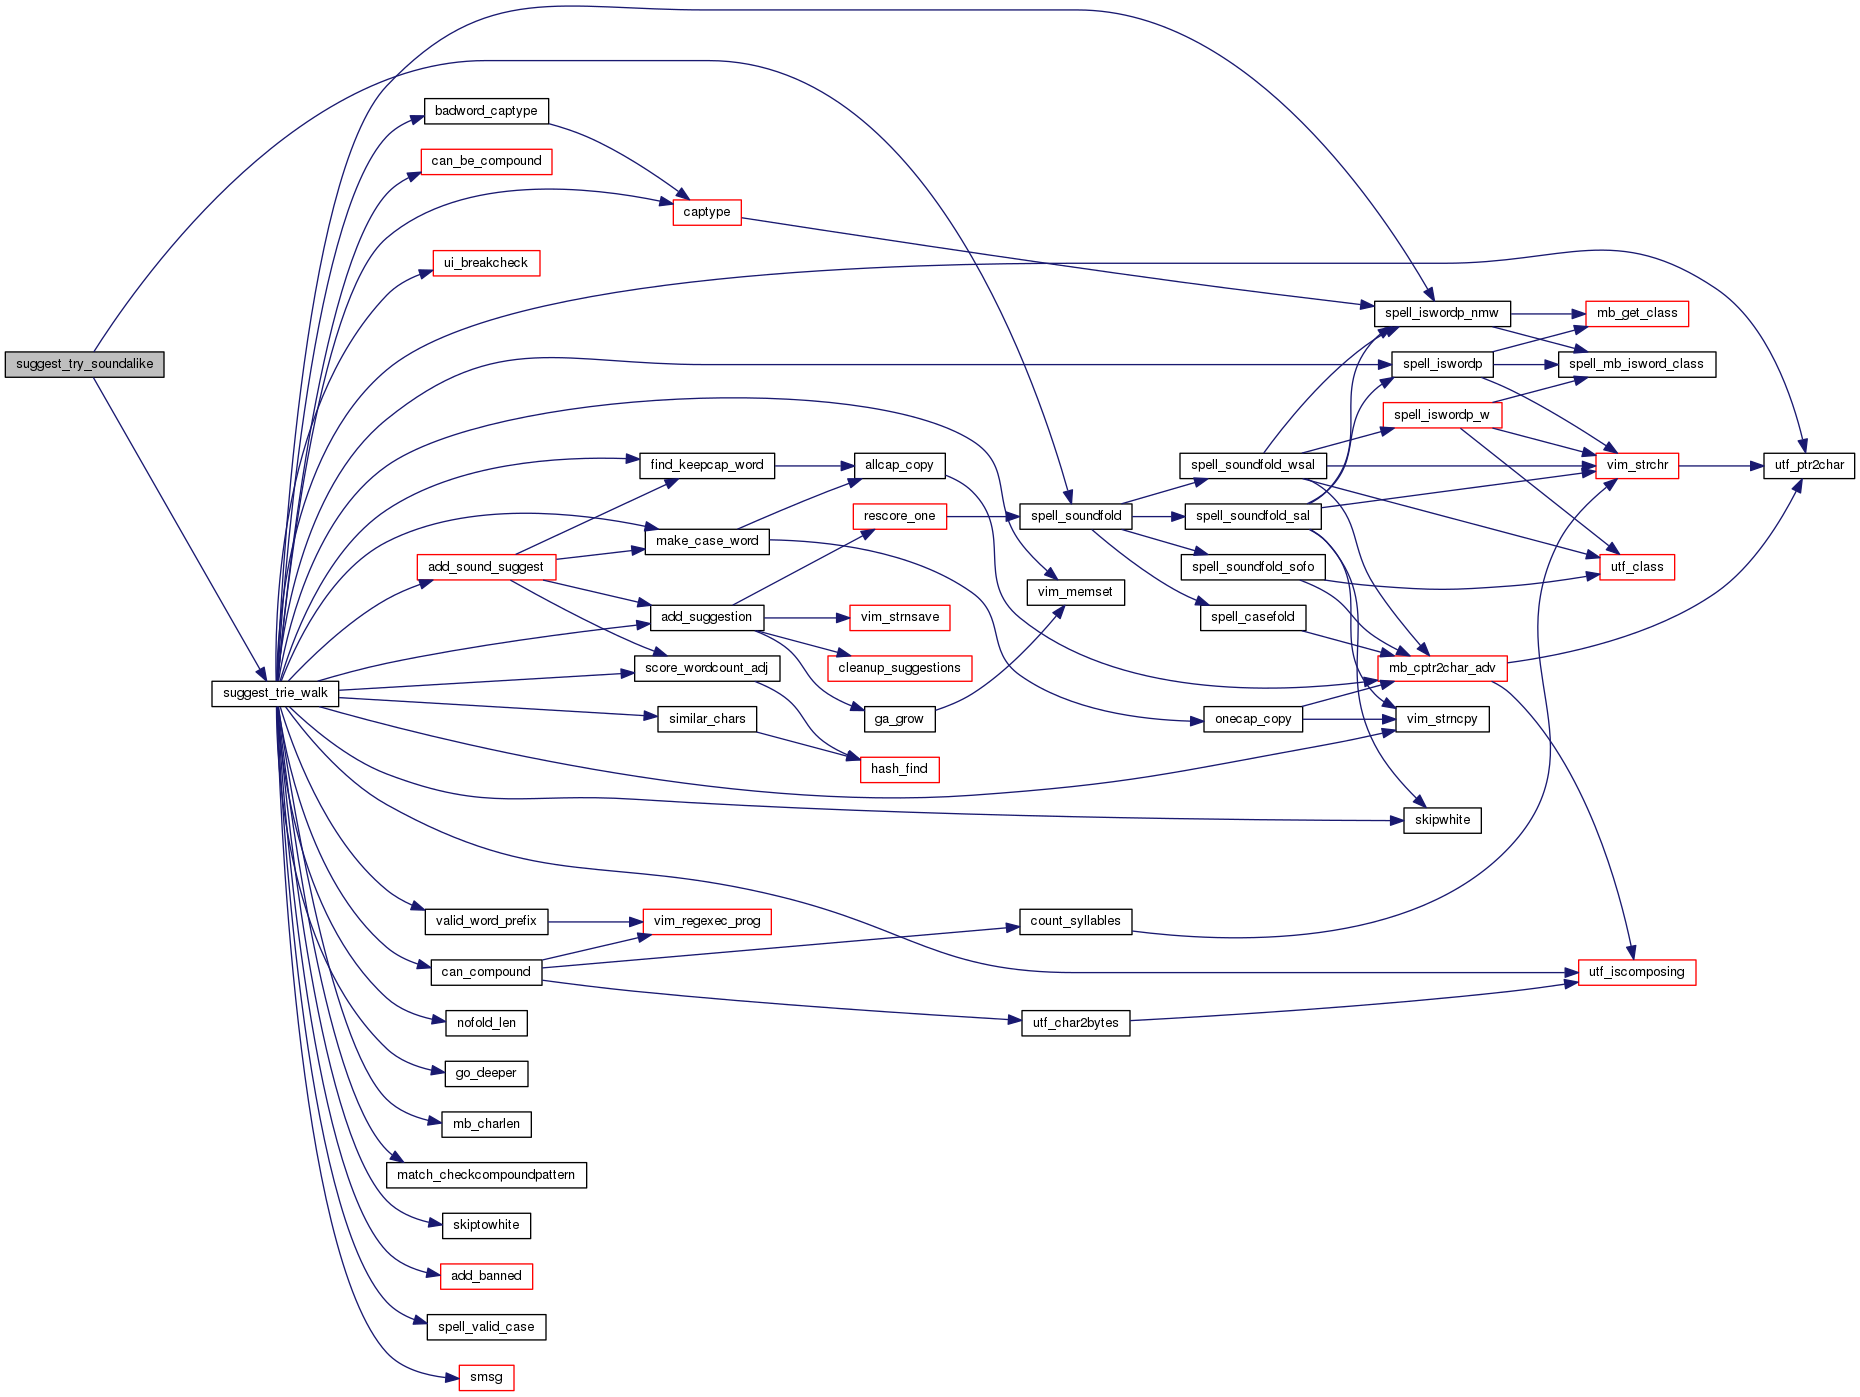 badword_captype
can_be_compound
captype
ui_breakcheck
spell_iswordp_nmw
mb_get_class
suggest_try_soundalike
spell_iswordp
spell_mb_isword_class
spell_iswordp_w
find_keepcap_word
allcap_copy
spell_soundfold_wsal
vim_strchr
utf_ptr2char
rescore_one
spell_soundfold
spell_soundfold_sal
make_case_word
add_sound_suggest
spell_soundfold_sofo
utf_class
vim_memset
add_suggestion
vim_strnsave
spell_casefold
score_wordcount_adj
cleanup_suggestions
mb_cptr2char_adv
suggest_trie_walk
similar_chars
ga_grow
onecap_copy
vim_strncpy
hash_find
skipwhite
valid_word_prefix
vim_regexec_prog
count_syllables
can_compound
utf_iscomposing
nofold_len
utf_char2bytes
go_deeper
mb_charlen
match_checkcompoundpattern
skiptowhite
add_banned
spell_valid_case
smsg